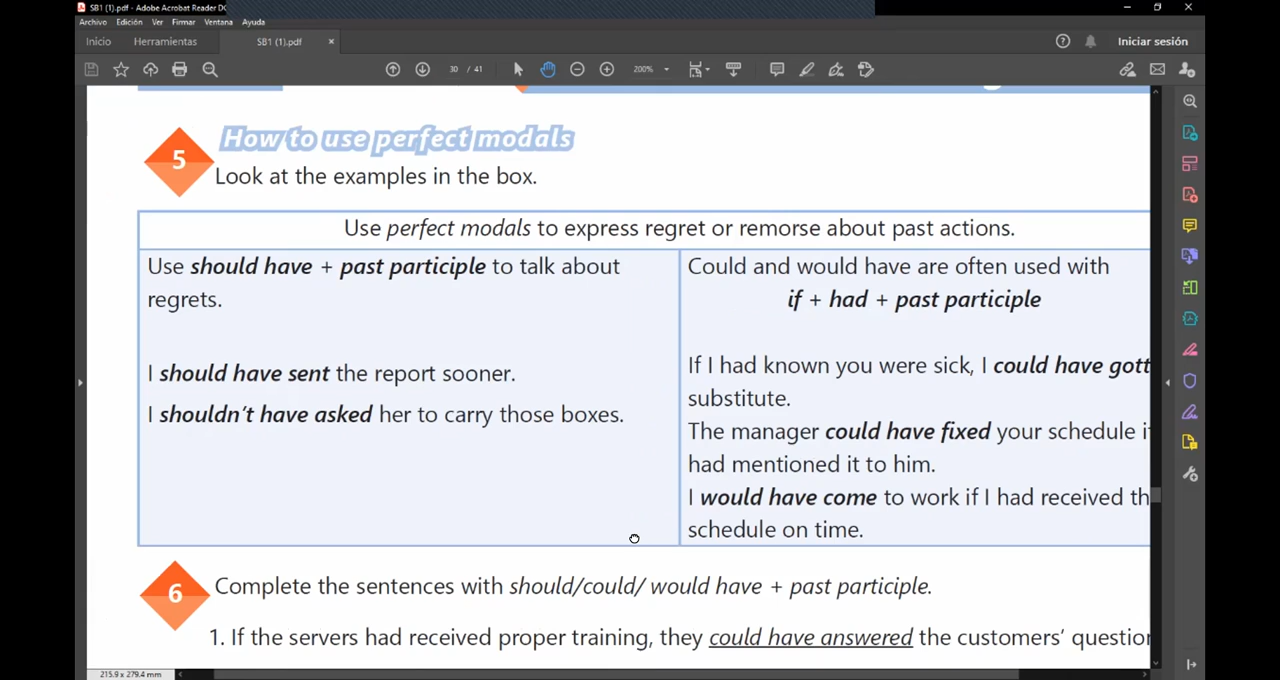 SB1 (1).pdf - Adobe Acrobat Reader DC
Archivo Edición Ver Firmar Ventana Ayuda
Inicio Herramientas SB1 (1).pdf × Iniciar sesión
30 / 41 200%
5 How to use perfect modals
Look at the examples in the box.
Use perfect modals to express regret or remorse about past actions.
Use should have + past participle to talk about
regrets.
I should have sent the report sooner.
I shouldn't have asked her to carry those boxes.
Could and would have are often used with
if + had + past participle
If I had known you were sick, I could have gott
substitute.
The manager could have fixed your schedule i
had mentioned it to him.
I would have come to work if I had received th
schedule on time.
6 Complete the sentences with should/could/ would have + past participle.
1. If the servers had received proper training, they could have answered the customers' question
215.9 x 279.4 mm